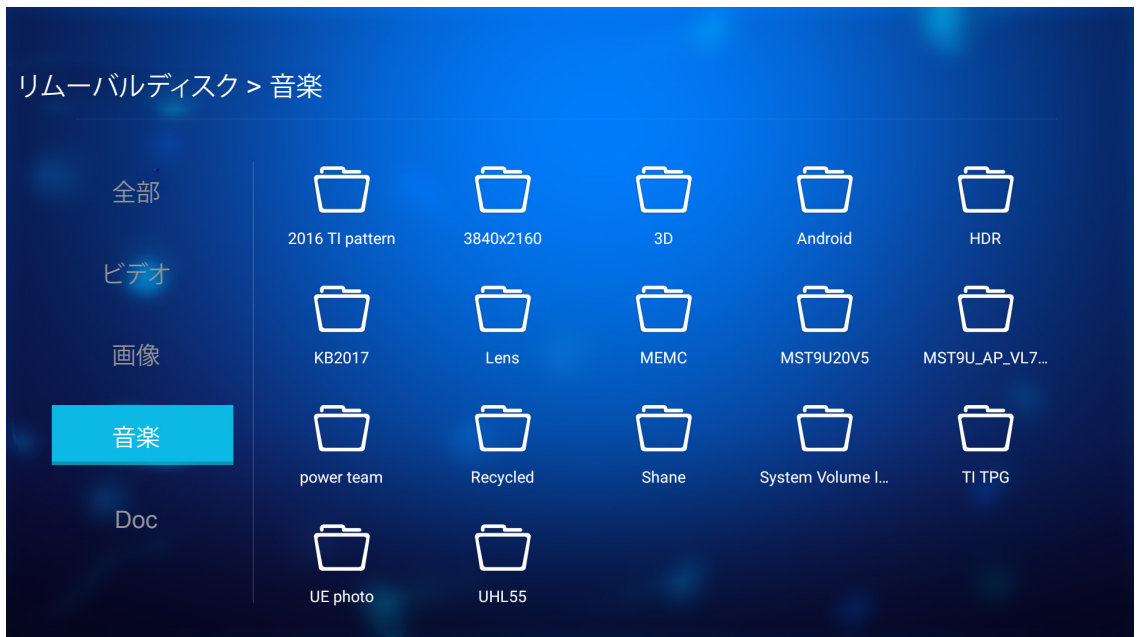 リムーバルディスク > 音楽
全部
ビデオ
画像
音楽
Doc
2016 TI pattern
3840x2160
3D
Android
HDR
KB2017
Lens
MEMC
MST9U20V5
MST9U_AP_VL7...
power team
Recycled
Shane
System Volume I...
TI TPG
UE photo
UHL55